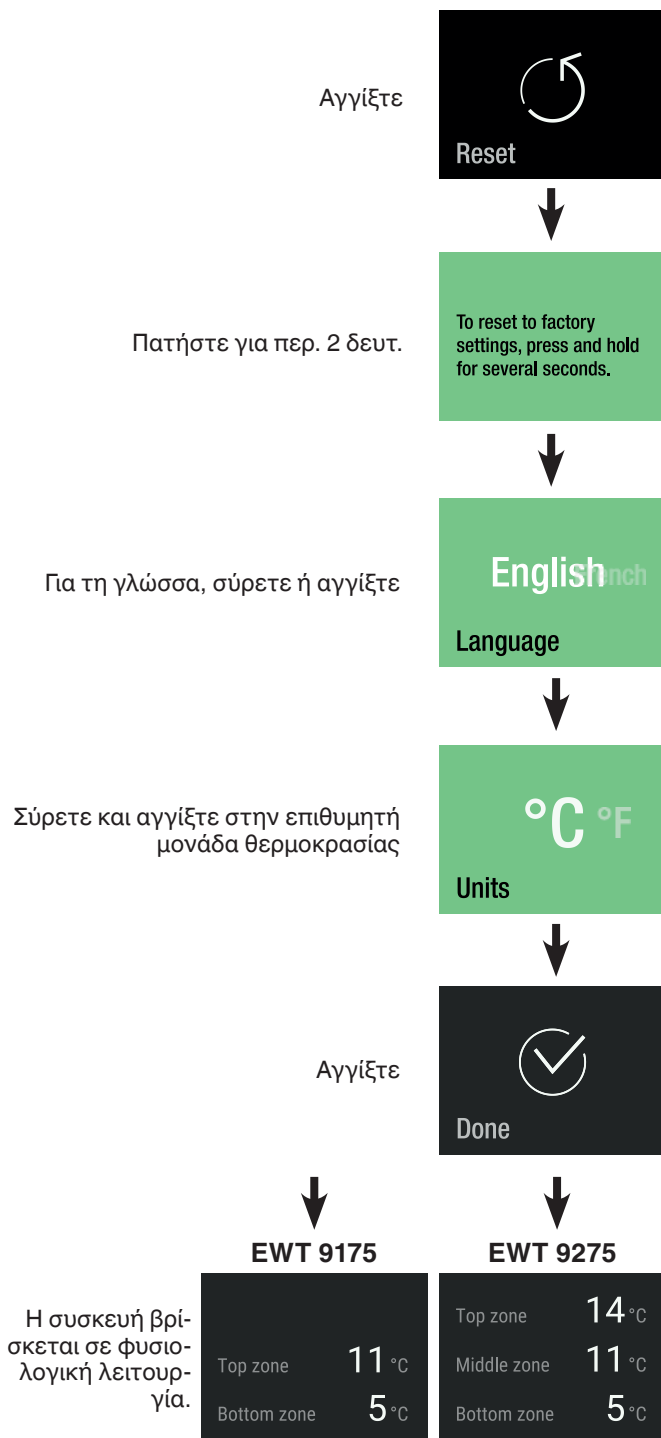 Αγγίξτε
Reset
Πατήστε για περ. 2 δευτ.
To reset to factory
settings, press and hold
for several seconds.
Για τη γλώσσα, σύρετε ή αγγίξτε
English French
Language
Σύρετε και αγγίξτε στην επιθυμητή
μονάδα θερμοκρασίας
°C °F
Units
Αγγίξτε
Done
EWT 9175
EWT 9275
Η συσκευή βρί-
σκεται σε φυσιο-
λογική λειτουρ-
γία.
Top zone 11 °C
Bottom zone 5 °C
Top zone 14 °C
Middle zone 11 °C
Bottom zone 5 °C